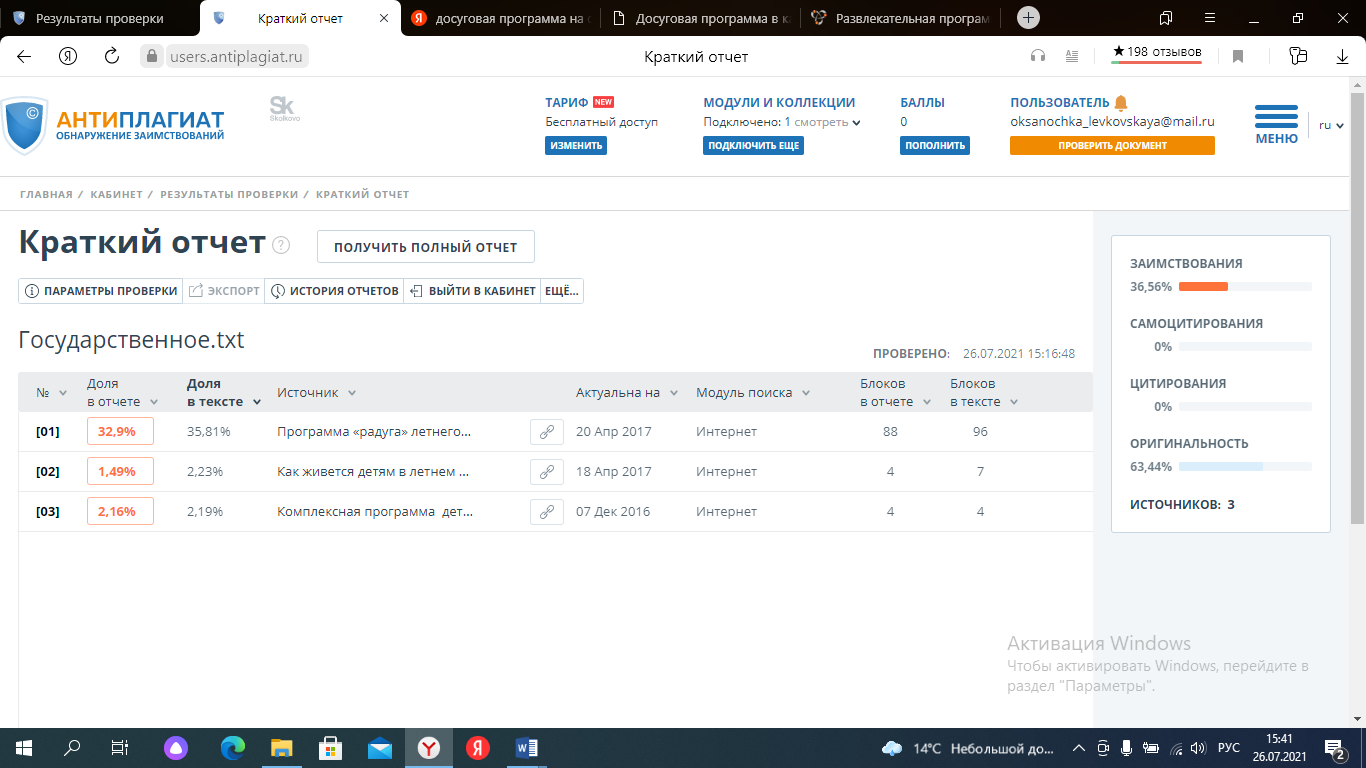 Результаты проверки
Краткий отчет
досуговая программа на
Досуговая программа в к
Развлекательная програм
users.antiplagiat.ru
Краткий отчет
198 отзывов
АНТИПЛАГИАТ
ОБНАРУЖЕНИЕ ЗАИМСТВОВАНИЙ
Sk
Skolkovo
ТАРИФ NEW
Бесплатный доступ
ИЗМЕНИТЬ
МОДУЛИ И КОЛЛЕКЦИИ
Подключено: 1 смотреть
ПОДКЛЮЧИТЬ ЕЩЕ
БАЛЛЫ
0
ПОПОЛНИТЬ
ПОЛЬЗОВАТЕЛЬ
oksanochka_levkovskaya@mail.ru
ПРОВЕРИТЬ ДОКУМЕНТ
МЕНЮ
ru
ГЛАВНАЯ / КАБИНЕТ / РЕЗУЛЬТАТЫ ПРОВЕРКИ / КРАТКИЙ ОТЧЕТ
Краткий отчет ?
ПОЛУЧИТЬ ПОЛНЫЙ ОТЧЕТ
ПАРАМЕТРЫ ПРОВЕРКИ ЭКСПОРТ ИСТОРИЯ ОТЧЕТОВ ВЫЙТИ В КАБИНЕТ ЕЩЁ...
Государственное.txt
ПРОВЕРЕНО: 26.07.2021 15:16:48
№ Доля в отчете Доля в тексте Источник Актуальна на Модуль поиска Блоков в отчете Блоков в тексте
[01] 32,9% 35,81% Программа «радуга» летнего... 20 Апр 2017 Интернет 88 96
[02] 1,49% 2,23% Как живется детям в летнем ... 18 Апр 2017 Интернет 4 7
[03] 2,16% 2,19% Комплексная программа дет... 07 Дек 2016 Интернет 4 4
ЗАИМСТВОВАНИЯ
36,56%
САМОЦИТИРОВАНИЯ
0%
ЦИТИРОВАНИЯ
0%
ОРИГИНАЛЬНОСТЬ
63,44%
ИСТОЧНИКОВ: 3
Активация Windows
Чтобы активировать Windows, перейдите в
раздел "Параметры".
14°C Небольшой до...
РУС
15:41
26.07.2021
2